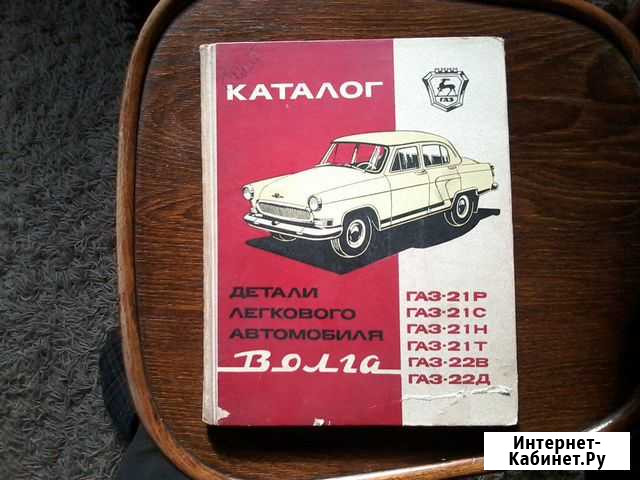 КАТАЛОГ
ГАЗ
ДЕТАЛИ
ЛЕГКОВОГО
АВТОМОБИЛЯ
Волга
ГАЗ-21Р
ГАЗ-21С
ГАЗ-21Н
ГАЗ-21Т
ГАЗ-22В
ГАЗ-22Д
Интернет-
Кабинет.Ру